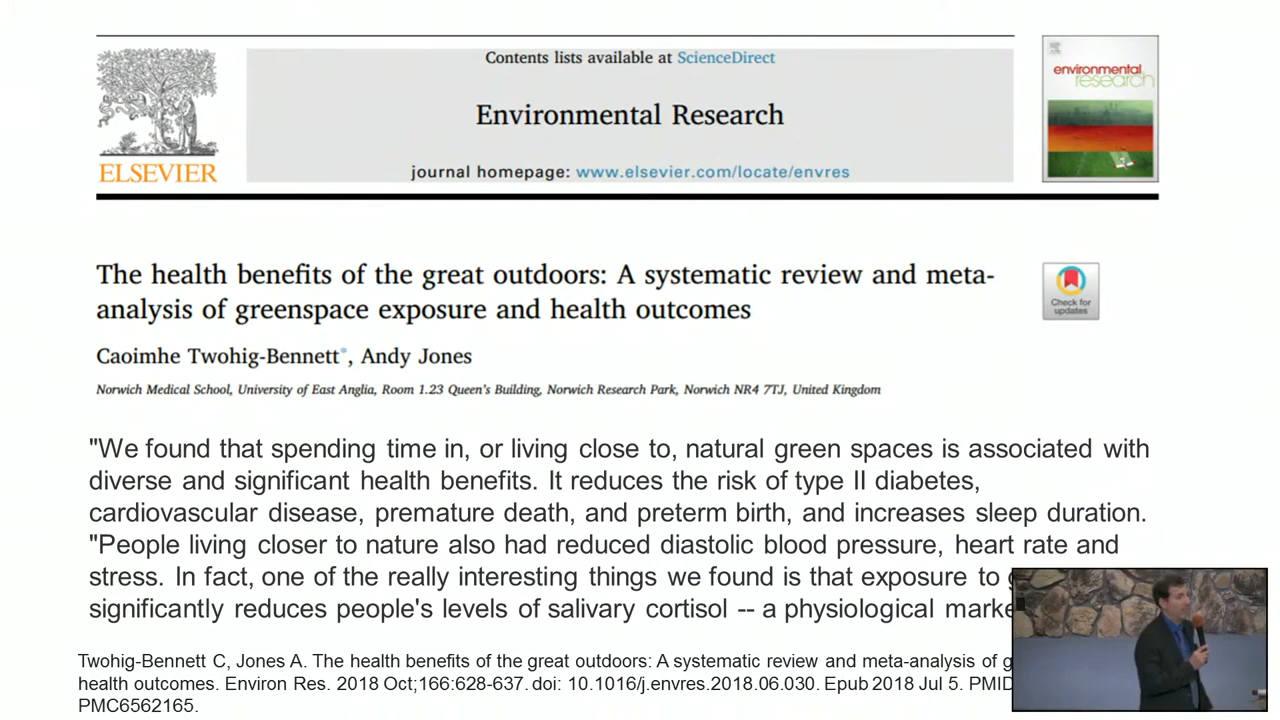 Contents lists available at ScienceDirect
Environmental Research
journal homepage: www.elsevier.com/locate/envres
ELSEVIER
environmental
research
The health benefits of the great outdoors: A systematic review and meta-
analysis of greenspace exposure and health outcomes
Check for
updates
Caoimhe Twohig-Bennett*, Andy Jones
Norwich Medical School, University of East Anglia, Room 1.23 Queen's Building, Norwich Research Park, Norwich NR4 7TJ, United Kingdom
"We found that spending time in, or living close to, natural green spaces is associated with
diverse and significant health benefits. It reduces the risk of type II diabetes,
cardiovascular disease, premature death, and preterm birth, and increases sleep duration.
"People living closer to nature also had reduced diastolic blood pressure, heart rate and
stress. In fact, one of the really interesting things we found is that exposure to
significantly reduces people's levels of salivary cortisol -- a physiological
Twohig-Bennett C, Jones A. The health benefits of the great outdoors: A systematic review and meta-analysis of
health outcomes. Environ Res. 2018 Oct;166:628-637. doi: 10.1016/j.envres.2018.06.030. Epub 2018 Jul 5. PMID
PMC6562165.